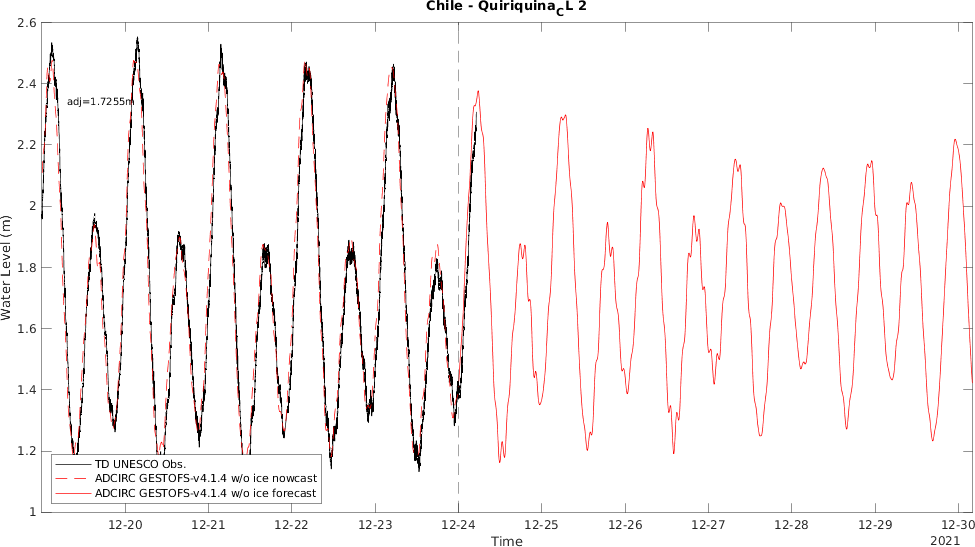 Chile - Quiriquina_CL 2
2.6
2.4
adj=1.7255m
2.2
2
1.8
1.6
1.4
1.2
1
Water Level (m)
TD UNESCO Obs.
ADCIRC GESTOFS-v4.1.4 w/o ice nowcast
ADCIRC GESTOFS-v4.1.4 w/o ice forecast
12-20 12-21 12-22 12-23 12-24 12-25 12-26 12-27 12-28 12-29 12-30
Time
2021